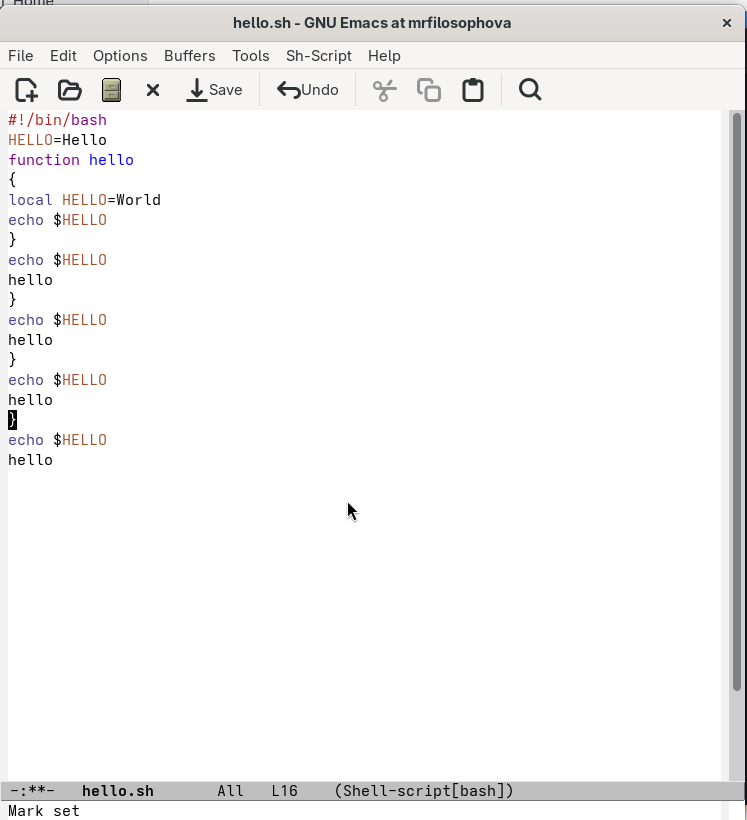 Home
hello.sh - GNU Emacs at mrfilosophova
File Edit Options Buffers Tools Sh-Script Help
Save Undo
#!/bin/bash
HELLO=Hello
function hello
{
local HELLO=World
echo $HELLO
}
echo $HELLO
hello
}
echo $HELLO
hello
}
echo $HELLO
hello
}
echo $HELLO
hello
-:**- hello.sh All L16 (Shell-script[bash])
Mark set